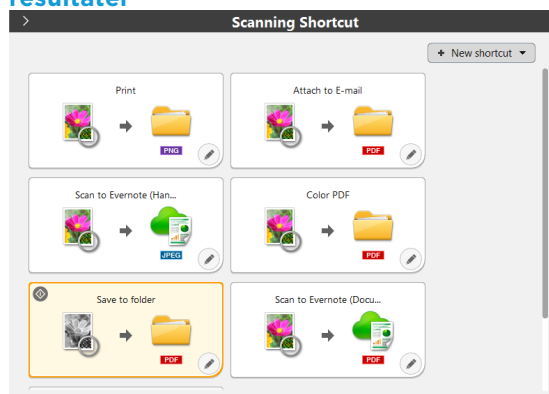 resultater
> Scanning Shortcut
+ New shortcut
Print
PNG
Attach to E-mail
PDF
Scan to Evernote (Han...
JPEG
Color PDF
PDF
Save to folder
PDF
Scan to Evernote (Docu...
PDF